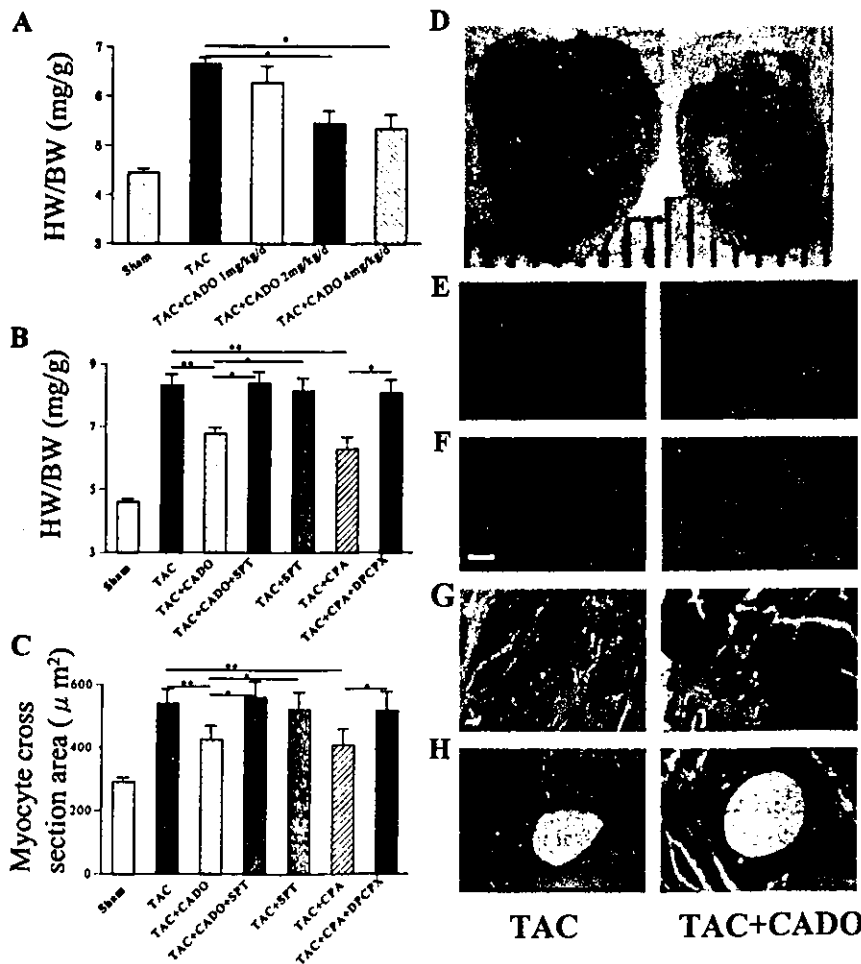 A
HW/BW (mg/g)
7
6
5
4
3
Sham
TAC
TAC+CADO 1mg/kg/d
TAC+CADO 2mg/kg/d
TAC+CADO 4mg/kg/d
B
HW/BW (mg/g)
9
7
5
3
Sham
TAC
TAC+CADO
TAC+CADO+SPT
TAC+SPT
TAC+CPA
TAC+CPA+DPCPX
C
Myocyte cross
section area ( μ m²)
600
400
200
0
Sham
TAC
TAC+CADO
TAC+CADO+SPT
TAC+SPT
TAC+CPA
TAC+CPA+DPCPX
D
E
F
G
H
TAC
TAC+CADO